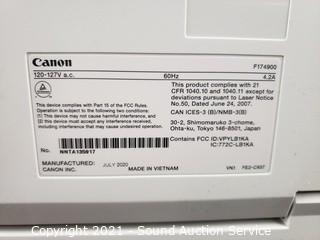 Canon
F174900
120-127V a.c.
60Hz
4.2A
This device complies with Part 15 of the FCC Rules.
Operation is subject to the following two conditions:
(1) This device may not cause harmful interference, and
(2) this device must accept any interference
received, including interference that may
cause undesired operation.
This product complies with 21
CFR 1040.10 and 1040.11 except for
deviations pursuant to Laser Notice
No.50, Dated June 24, 2007.
CAN ICES-3 (B)/NMB-3(B)
30-2, Shimomaruko 3-chome,
Ohta-ku, Tokyo 146-8501, Japan
Contains FCC ID:VPYLB1KA
IC:772C-LB1KA
No. NNTA135917
MANUFACTURED: JULY 2020
CANON INC.
MADE IN VIETNAM
VN1
Copyright 2021 - Auction Ohio